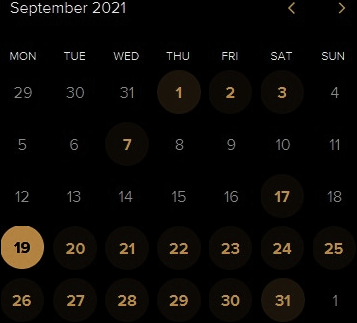 September 2021
MON TUE WED THU FRI SAT SUN
29 30 31 1 2 3 4
5 6 7 8 9 10 11
12 13 14 15 16 17 18
19 20 21 22 23 24 25
26 27 28 29 30 31 1